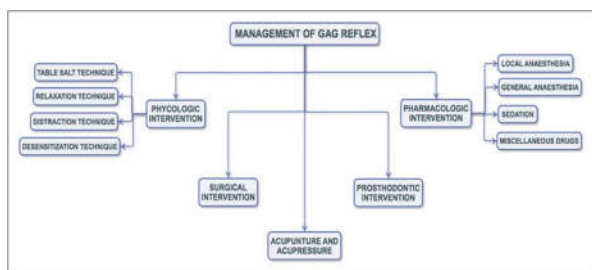 MANAGEMENT OF GAG REFLEX
TABLE SALT TECHNIQUE
RELAXATION TECHNIQUE
DISTRACTION TECHNIQUE
DESENSITIZATION TECHNIQUE
PHYCOLOGIC
INTERVENTION
PHARMACOLOGIC
INTERVENTION
LOCAL ANAESTHESIA
GENERAL ANAESTHESIA
SEDATION
MISCELLANEOUS DRUGS
SURGICAL
INTERVENTION
PROSTHODONTIC
INTERVENTION
ACUPUNTURE AND
ACUPRESSURE